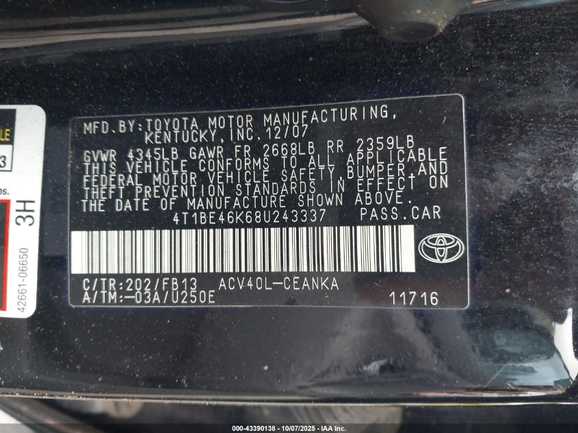 MFD.BY:TOYOTA MOTOR MANUFACTURING,
KENTUCKY, INC. 12/07
GVWR 4345LB GAWR FR 2668LB RR 2359LB
THIS VEHICLE CONFORMS TO ALL APPLICABLE
FEDERAL MOTOR VEHICLE SAFETY, BUMPER, AND
THEFT PREVENTION STANDARDS IN EFFECT ON
THE DATE OF MANUFACTURE SHOWN ABOVE.
4T1BE46K68U243337 PASS.CAR
C/TR:202/FB13 ACV40L-CEANKA
A/TM:-03A/U250E 11716
3H
42661-06650
000-43390138 | 10/07/2025 | IAAI.COM